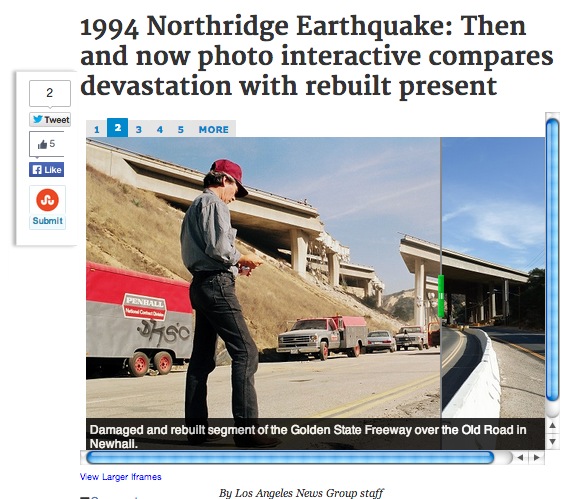 1994 Northridge Earthquake: Then
and now photo interactive compares
devastation with rebuilt present
2
Tweet
5
Like
Submit
1 2 3 4 5 MORE
PENHALL
National Contract Division
Damaged and rebuilt segment of the Golden State Freeway over the Old Road in
Newhall.
View Larger Iframes
By Los Angeles News Group staff